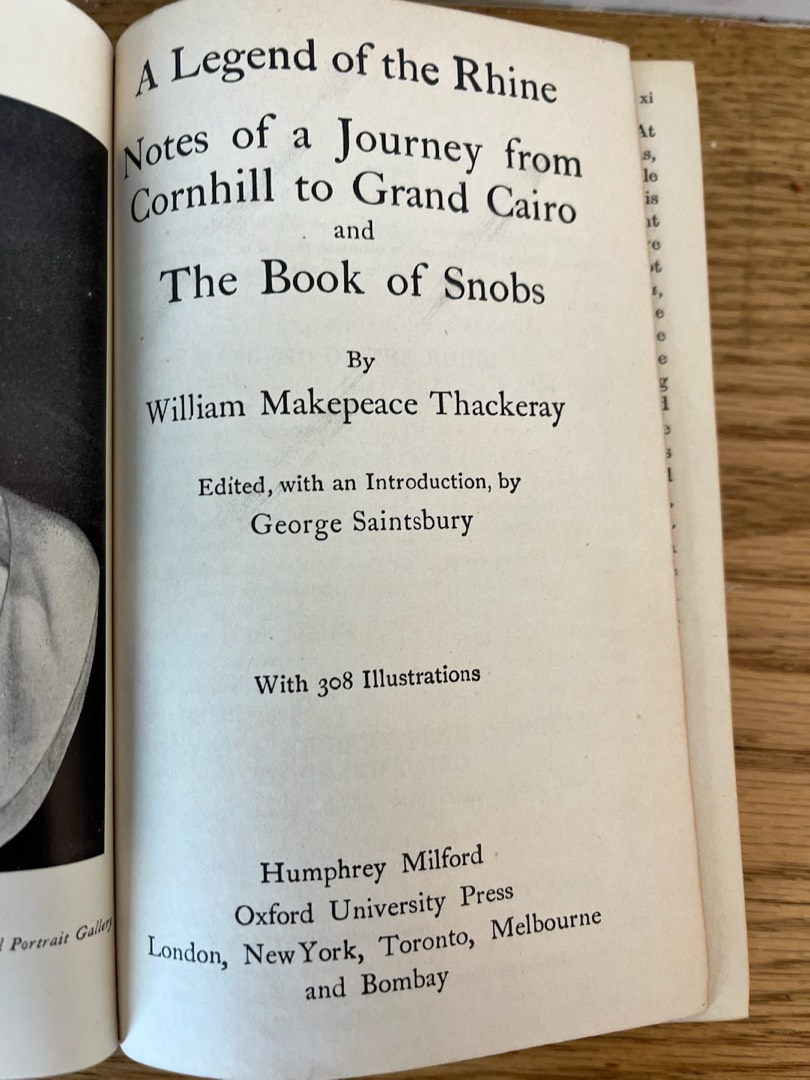 A Legend of the Rhine
Notes of a Journey from
Cornhill to Grand Cairo
and
The Book of Snobs
By
William Makepeace Thackeray
Edited, with an Introduction, by
George Saintsbury
With 308 Illustrations
Humphrey Milford
Oxford University Press
London, New York, Toronto, Melbourne
and Bombay
Portrait Gallery
xi